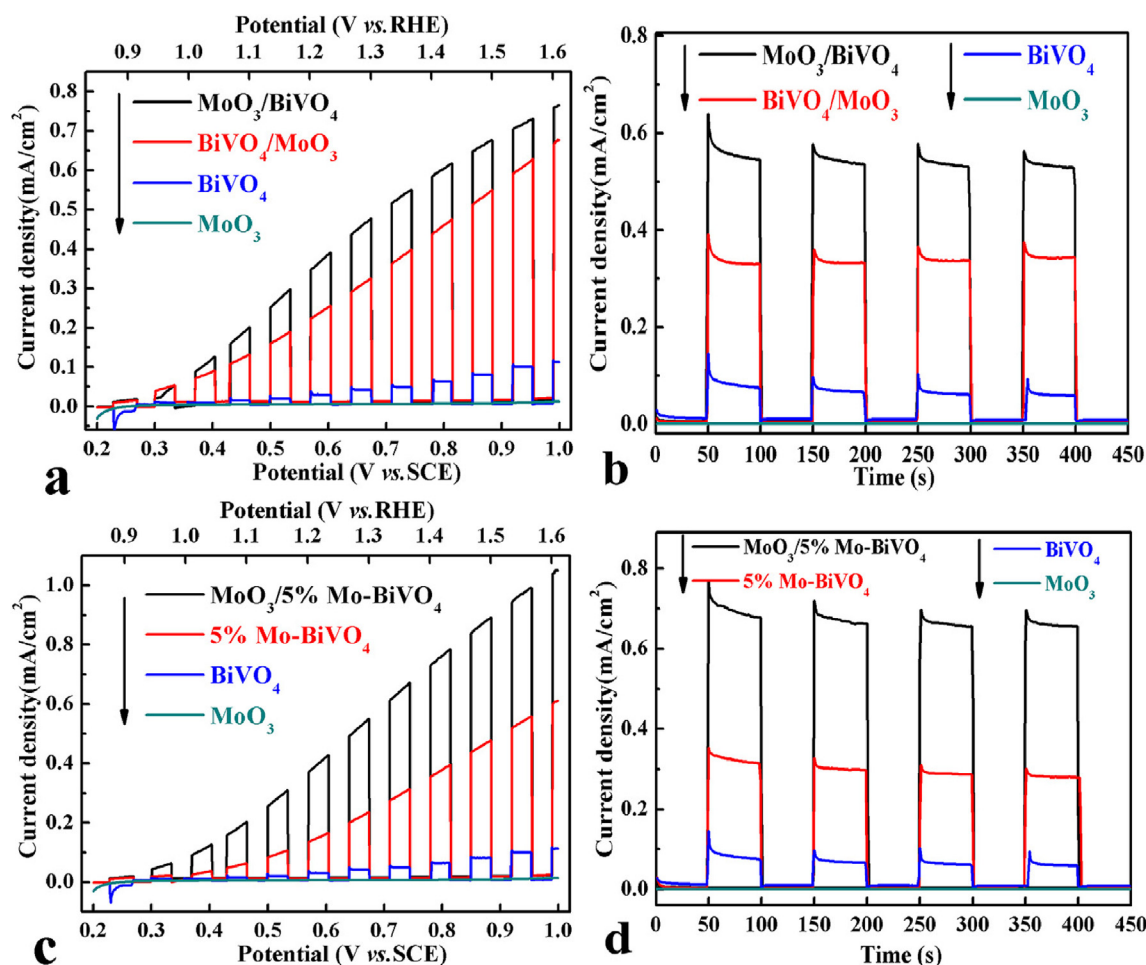 Potential (V vs.RHE)
0.9 1.0 1.1 1.2 1.3 1.4 1.5 1.6
MoO₃/BiVO₄
BiVO₄/MoO₃
BiVO₄
MoO₃
0.8
0.7
0.6
0.5
0.4
0.3
0.2
0.1
0.0
Current density(mA/cm²)
0.2 0.3 0.4 0.5 0.6 0.7 0.8 0.9 1.0
Potential (V vs.SCE)
a
MoO₃/BiVO₄
BiVO₄/MoO₃
BiVO₄
MoO₃
0.8
0.6
0.4
0.2
0.0
Current density(mA/cm²)
0 50 100 150 200 250 300 350 400 450
Time (s)
b
Potential (V vs.RHE)
0.9 1.0 1.1 1.2 1.3 1.4 1.5 1.6
MoO₃/5% Mo-BiVO₄
5% Mo-BiVO₄
BiVO₄
MoO₃
1.0
0.8
0.6
0.4
0.2
0.0
Current density(mA/cm²)
0.2 0.3 0.4 0.5 0.6 0.7 0.8 0.9 1.0
Potential (V vs.SCE)
c
MoO₃/5% Mo-BiVO₄
5% Mo-BiVO₄
BiVO₄
MoO₃
0.8
0.6
0.4
0.2
0.0
Current density(mA/cm²)
0 50 100 150 200 250 300 350 400 450
Time (s)
d